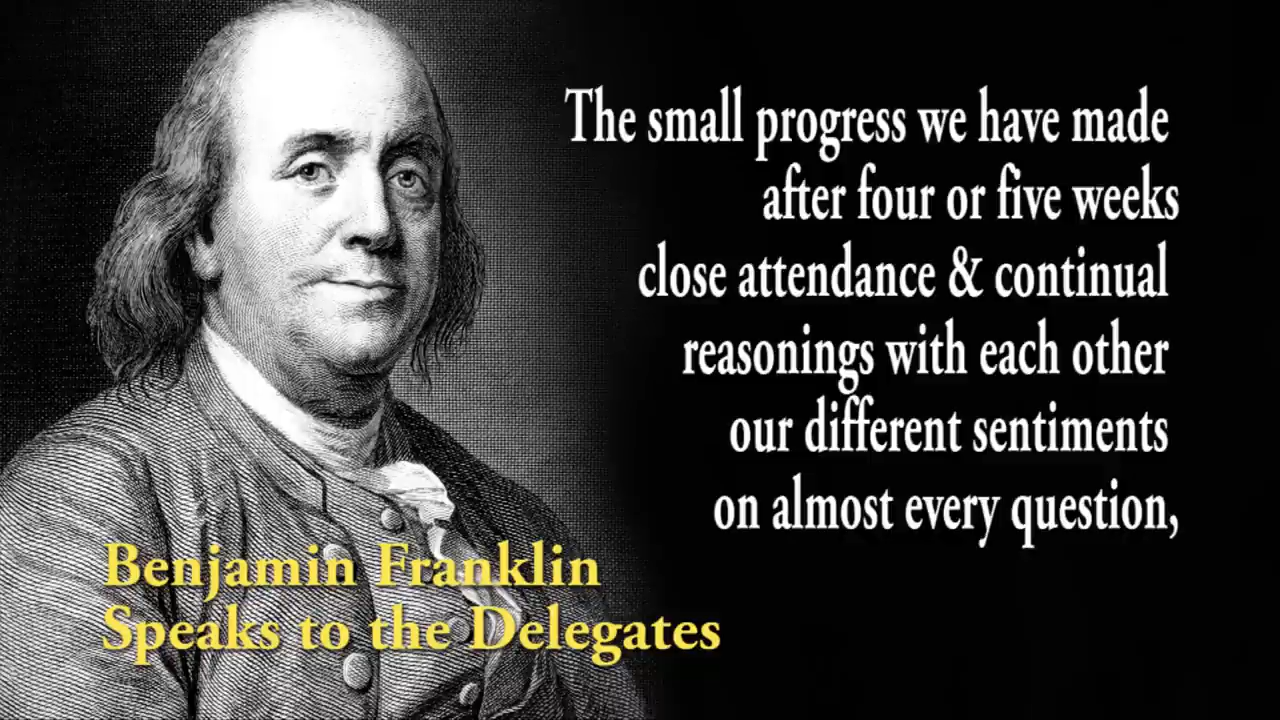 The small progress we have made
after four or five weeks
close attendance & continual
reasonings with each other
our different sentiments
on almost every question,
Benjamin Franklin
Speaks to the Delegates